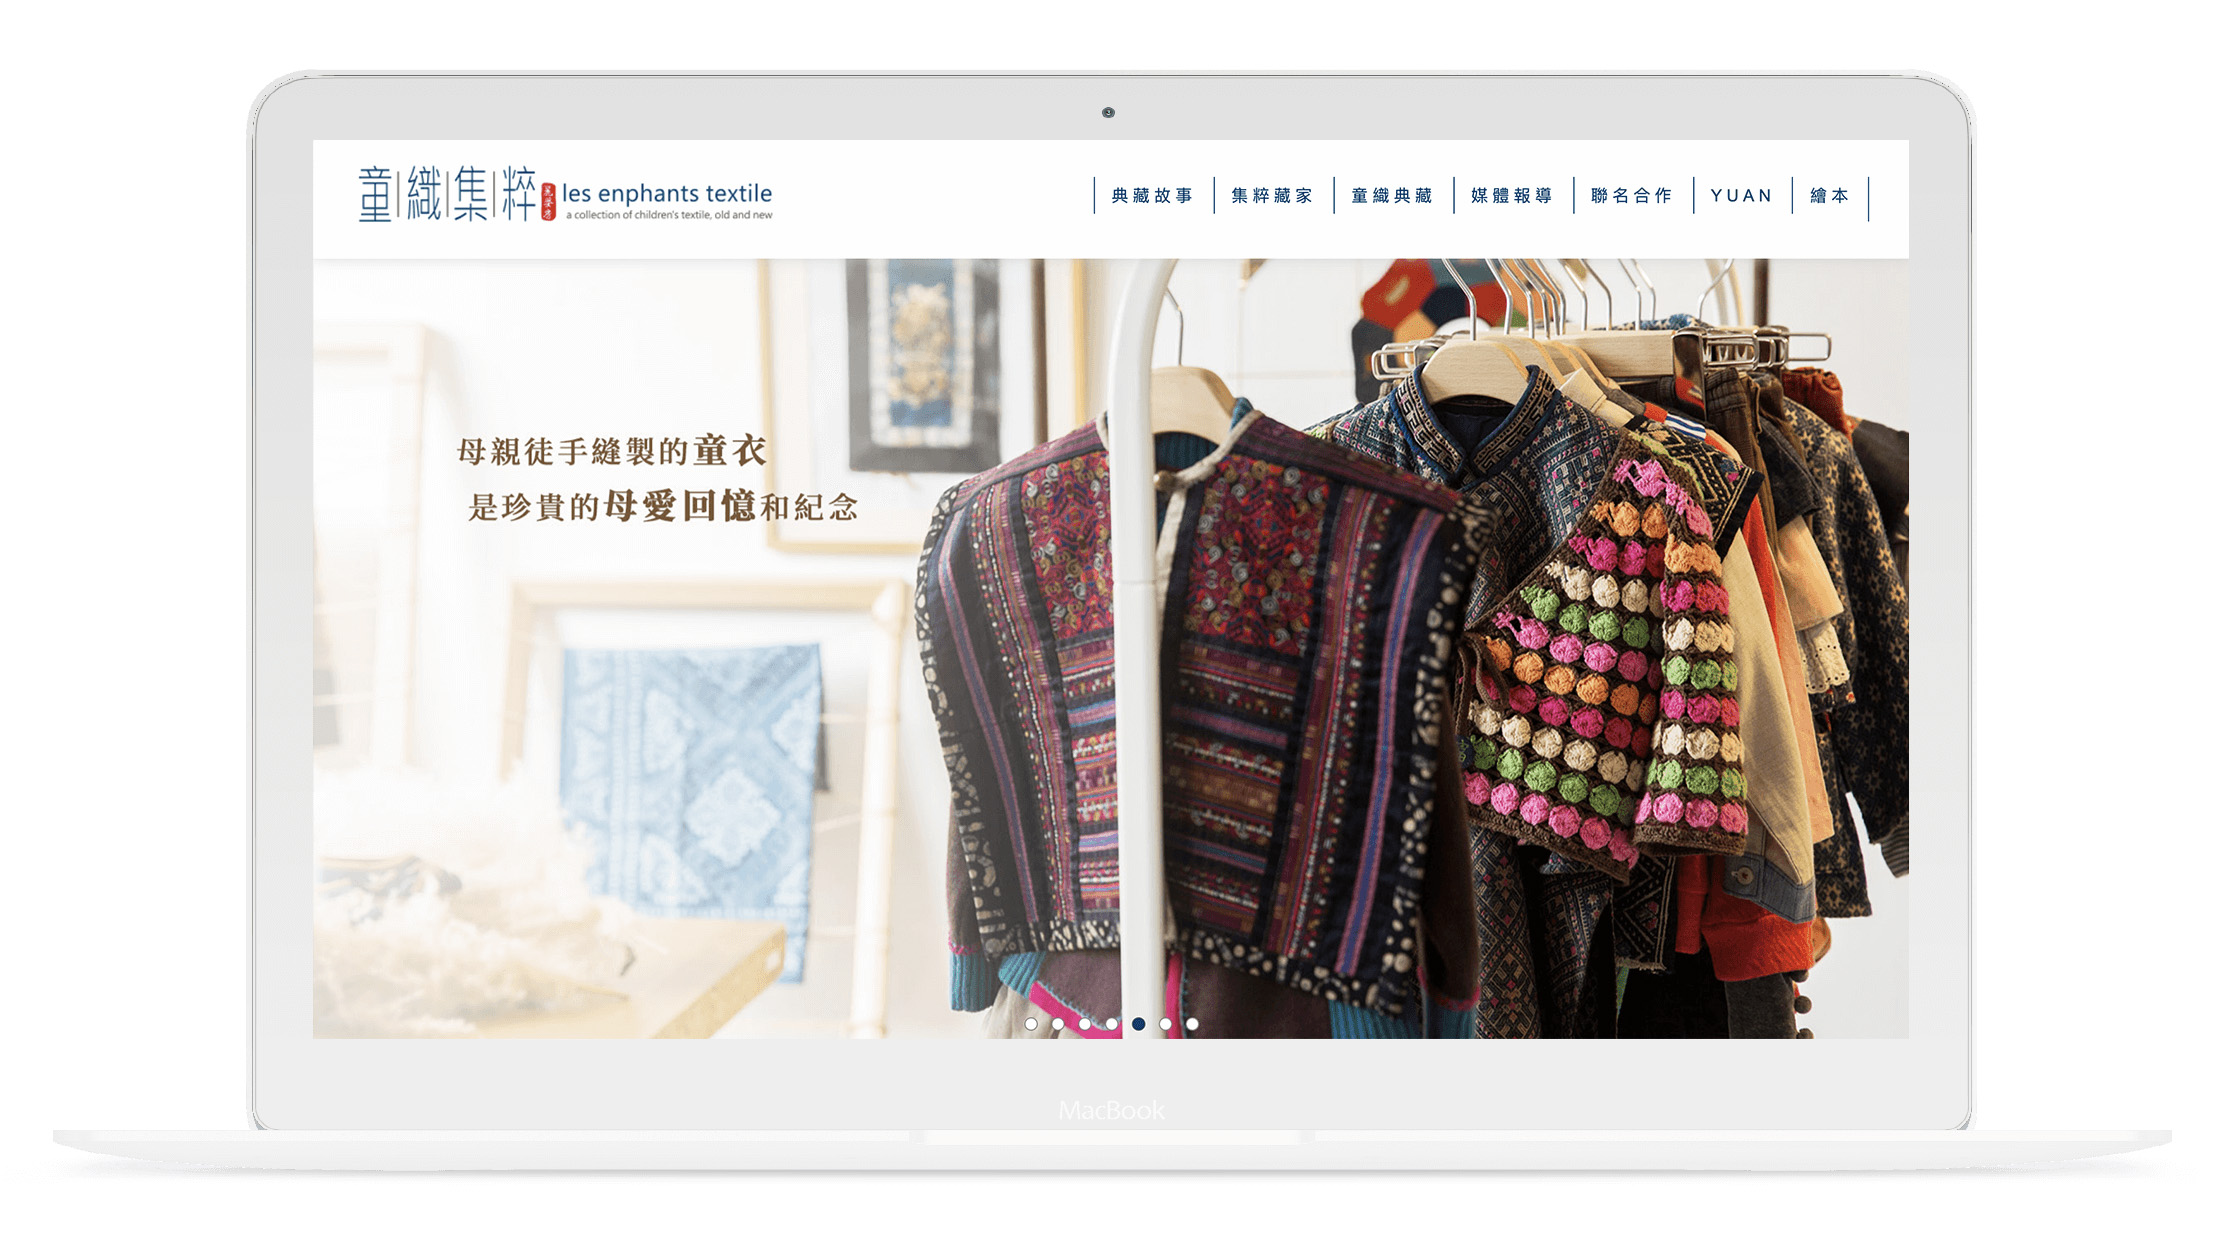 童織集粹
les enphants textile
a collection of children's textile, old and new
典藏故事
集粹藏家
童織典藏
媒體報導
聯名合作
YUAN
繪本
母親徒手縫製的童衣
是珍貴的母愛回憶和紀念
MacBook